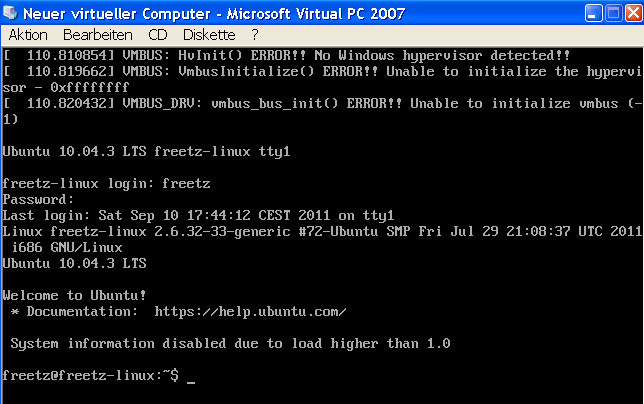 Neuer virtueller Computer - Microsoft Virtual PC 2007
Aktion Bearbeiten CD Diskette ?
[  110.810854] VMBUS: HvInit() ERROR!! No Windows hypervisor detected!!
[  110.819662] VMBUS: VmbusInitialize() ERROR!! Unable to initialize the hypervi
sor - 0xffffffff
[  110.820432] VMBUS_DRV: vmbus_bus_init() ERROR!! Unable to initialize vmbus (-
1)
Ubuntu 10.04.3 LTS freetz-linux tty1
freetz-linux login: freetz
Password:
Last login: Sat Sep 10 17:44:12 CEST 2011 on tty1
Linux freetz-linux 2.6.32-33-generic #72-Ubuntu SMP Fri Jul 29 21:08:37 UTC 2011
i686 GNU/Linux
Ubuntu 10.04.3 LTS
Welcome to Ubuntu!
* Documentation:  https://help.ubuntu.com/
System information disabled due to load higher than 1.0
freetz@freetz-linux:~$ _